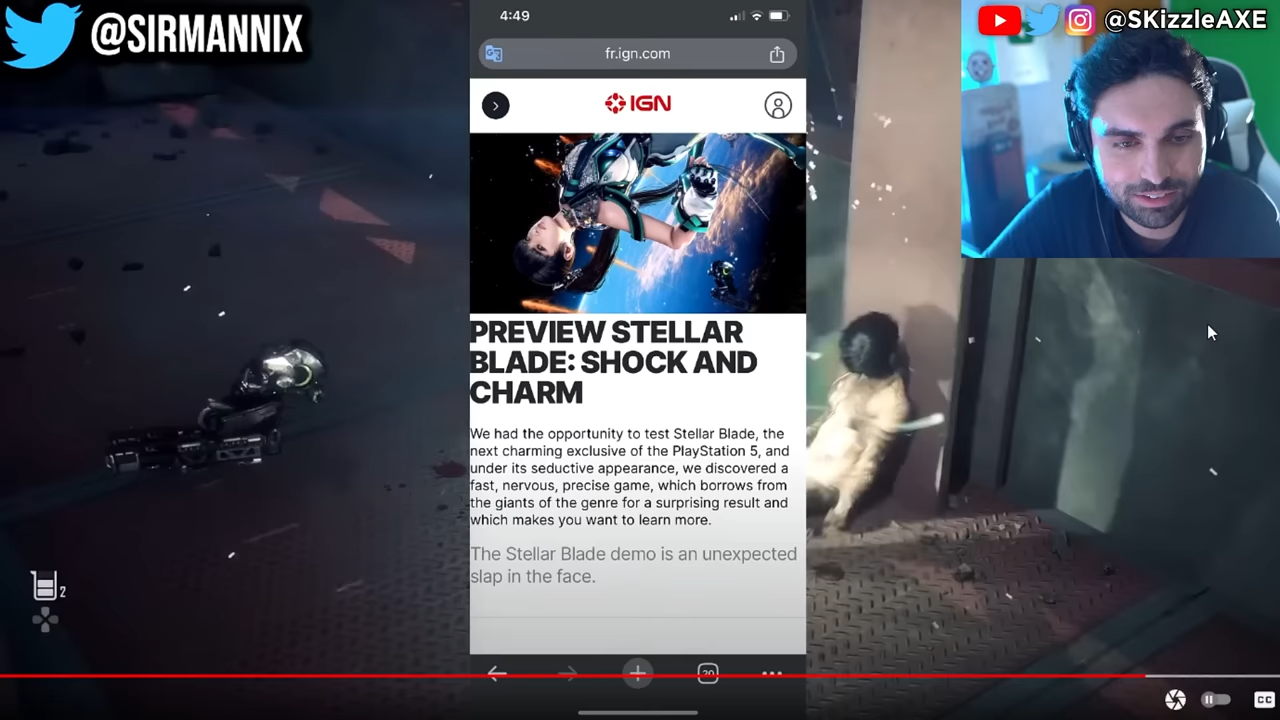 @SIRMANNIX
4:49
@SKizzleAXE
fr.ign.com
IGN
PREVIEW STELLAR
BLADE: SHOCK AND
CHARM
We had the opportunity to test Stellar Blade, the
next charming exclusive of the PlayStation 5, and
under its seductive appearance, we discovered a
fast, nervous, precise game, which borrows from
the giants of the genre for a surprising result and
which makes you want to learn more.
The Stellar Blade demo is an unexpected
slap in the face.
2
20
CC